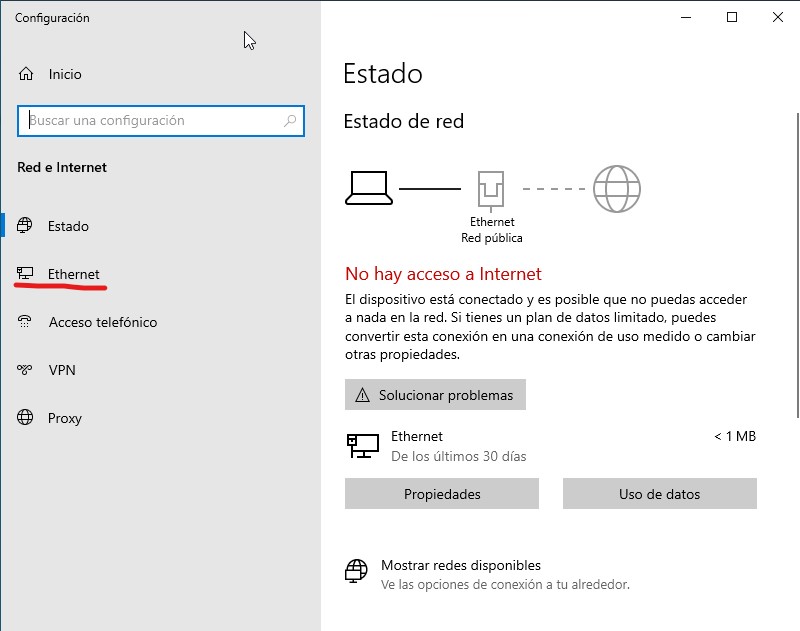 Configuración
Inicio
Buscar una configuración
Red e Internet
Estado
Ethernet
Acceso telefónico
VPN
Proxy
Estado
Estado de red
Ethernet
Red pública
No hay acceso a Internet
El dispositivo está conectado y es posible que no puedas acceder
a nada en la red. Si tienes un plan de datos limitado, puedes
convertir esta conexión en una conexión de uso medido o cambiar
otras propiedades.
Solucionar problemas
Ethernet
< 1 MB
De los últimos 30 días
Propiedades
Uso de datos
Mostrar redes disponibles
Ve las opciones de conexión a tu alrededor.